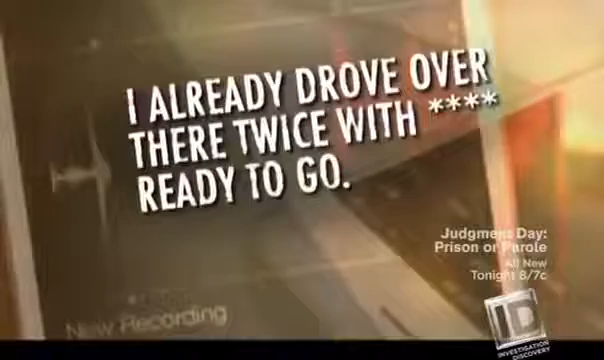 I ALREADY DROVE OVER
THERE TWICE WITH ****
READY TO GO.
Judgment Day:
Prison or Parole
All New
Tonight 8/7c
New Recording
ID
INVESTIGATION
DISCOVERY